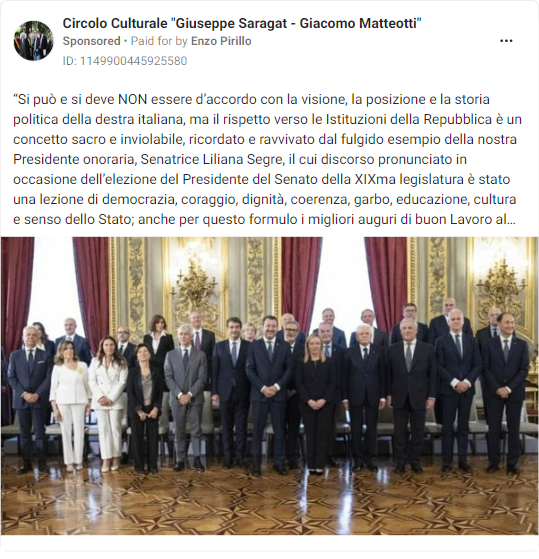 Circolo Culturale "Giuseppe Saragat - Giacomo Matteotti"
Sponsored • Paid for by Enzo Pirillo
ID: 1149900445925580
“Si può e si deve NON essere d’accordo con la visione, la posizione e la storia
politica della destra italiana, ma il rispetto verso le Istituzioni della Repubblica è un
concetto sacro e inviolabile, ricordato e ravvivato dal fulgido esempio della nostra
Presidente onoraria, Senatrice Liliana Segre, il cui discorso pronunciato in
occasione dell’elezione del Presidente del Senato della XIXma legislatura è stato
una lezione di democrazia, coraggio, dignità, coerenza, garbo, educazione, cultura
e senso dello Stato; anche per questo formulo i migliori auguri di buon Lavoro al...